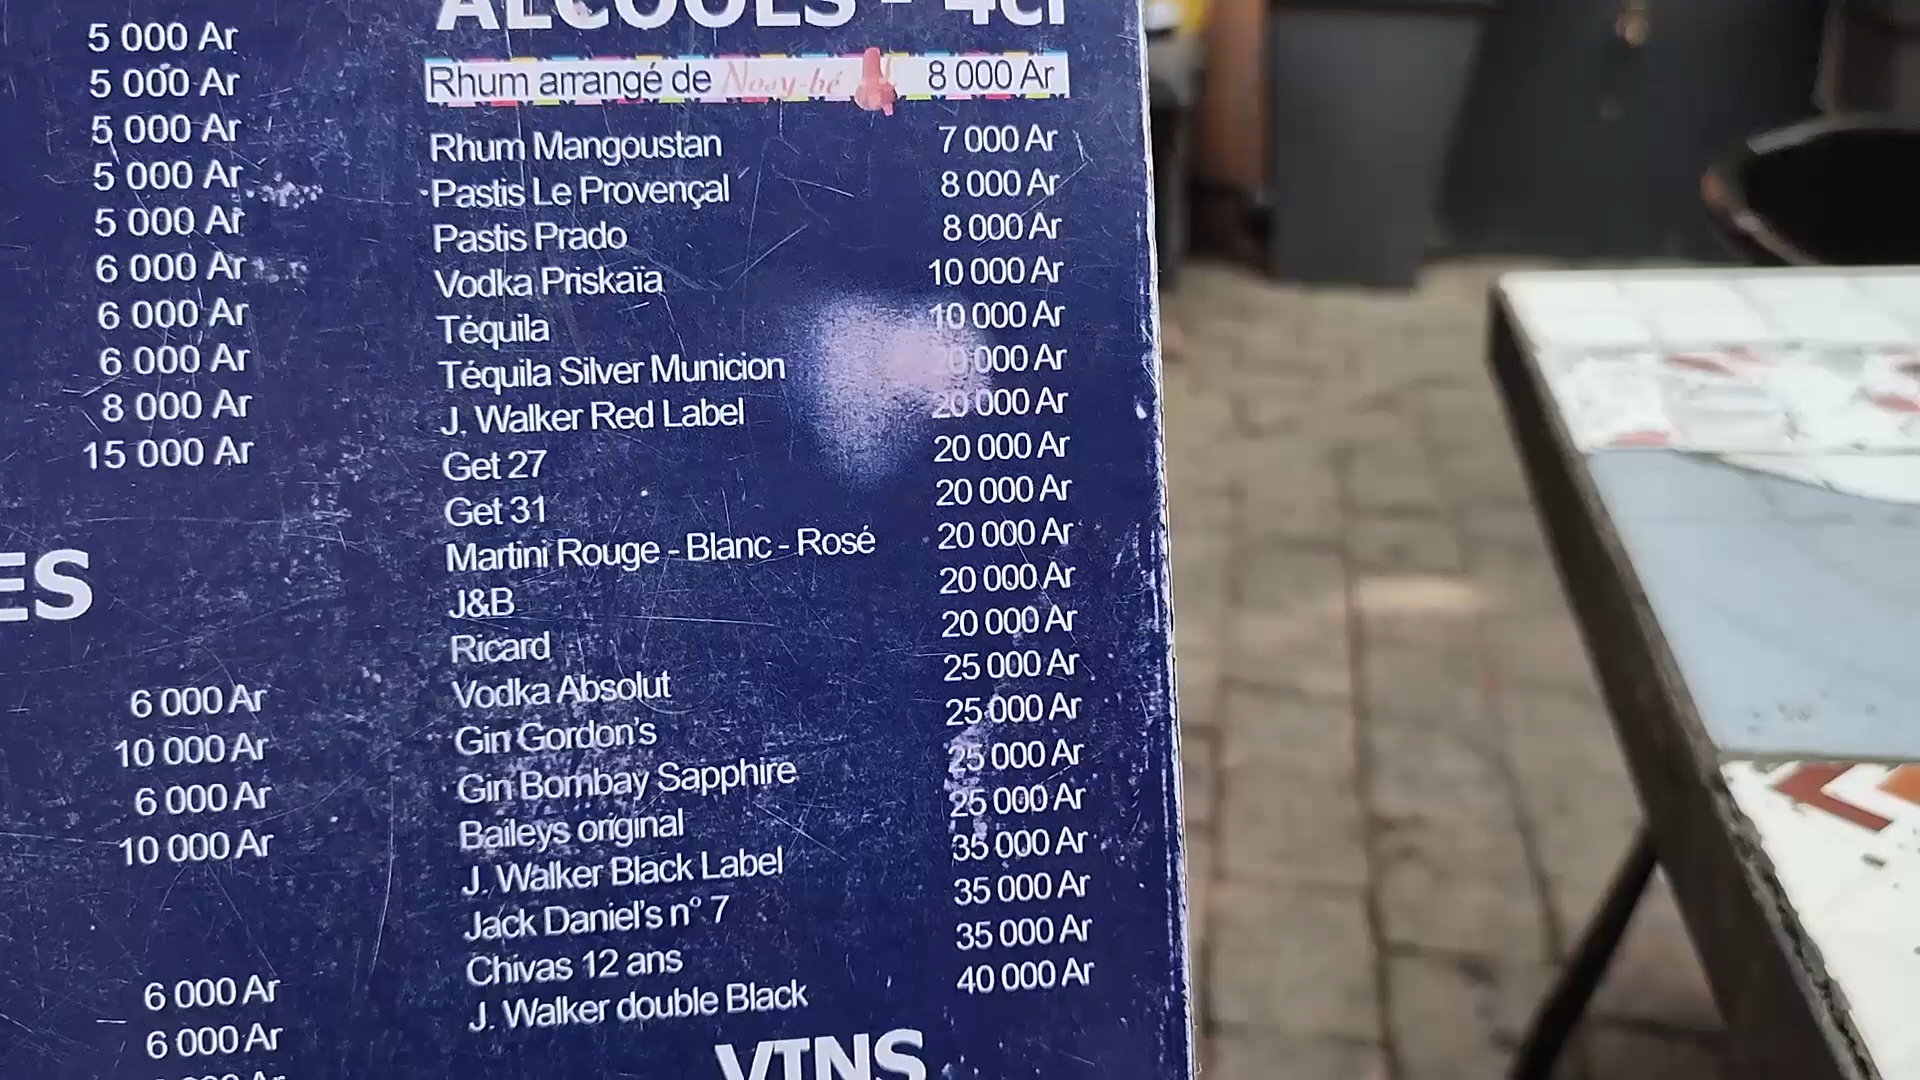 5 000 Ar
5 000 Ar
5 000 Ar
5 000 Ar
5 000 Ar
6 000 Ar
6 000 Ar
6 000 Ar
8 000 Ar
15 000 Ar
ES
6 000 Ar
10 000 Ar
6 000 Ar
10 000 Ar
6 000 Ar
6 000 Ar
ALCOOLS - 4cl
Rhum arrangé de Nosy-bé 8 000 Ar
Rhum Mangoustan 7 000 Ar
Pastis Le Provençal 8 000 Ar
Pastis Prado 8 000 Ar
Vodka Priskaïa 10 000 Ar
Téquila 10 000 Ar
Téquila Silver Municion 20 000 Ar
J. Walker Red Label 20 000 Ar
Get 27 20 000 Ar
Get 31 20 000 Ar
Martini Rouge - Blanc - Rosé 20 000 Ar
J&B 20 000 Ar
Ricard 20 000 Ar
Vodka Absolut 25 000 Ar
Gin Gordon's 25 000 Ar
Gin Bombay Sapphire 25 000 Ar
Baileys original 25 000 Ar
J. Walker Black Label 35 000 Ar
Jack Daniel's n° 7 35 000 Ar
Chivas 12 ans 35 000 Ar
J. Walker double Black 40 000 Ar
VINS